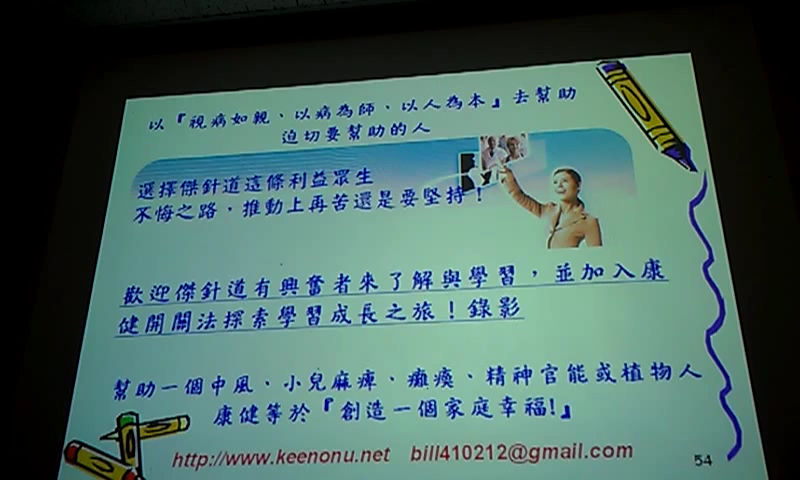 以『視病如親、以病為師、以人為本』去幫助
迫切要幫助的人
選擇傑針道這條利益眾生
不悔之路，推動上再苦還是要堅持！
歡迎傑針道有興奮者來了解與學習，並加入康
健開關法探索學習成長之旅！錄影
幫助一個中風、小兒麻痺、癱瘓、精神官能或植物人
康健等於『創造一個家庭幸福!』
http://www.keenonu.net bill410212@gmail.com
54